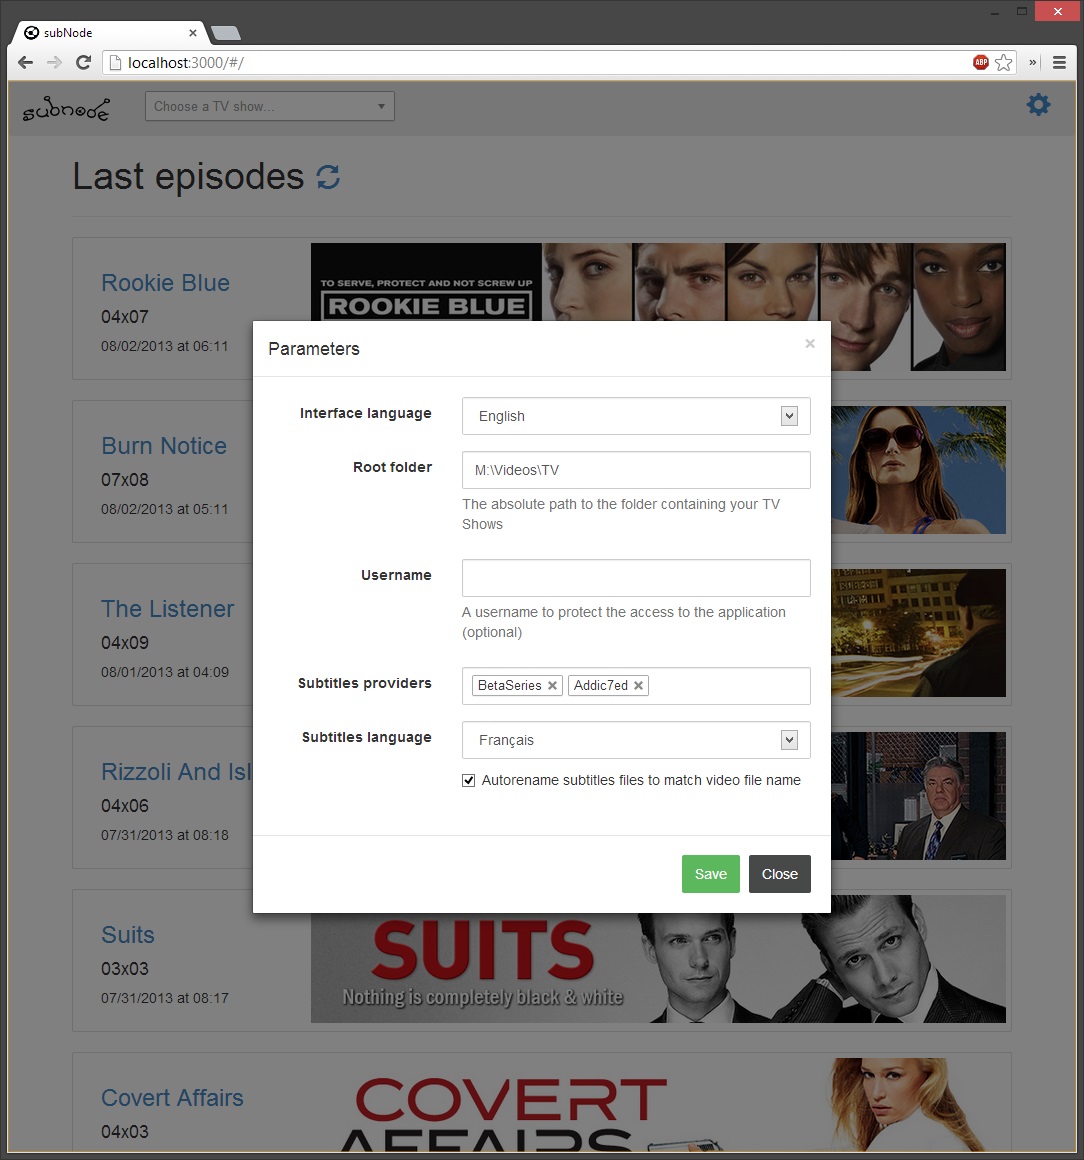 subNode
localhost:3000/#/
ABP
subnode
Choose a TV show...
Last episodes
Rookie Blue
04x07
08/02/2013 at 06:11
TO SERVE, PROTECT AND NOT SCREW UP
ROOKIE BLUE
Burn Notice
07x08
08/02/2013 at 05:11
The Listener
04x09
08/01/2013 at 04:09
Rizzoli And Isl
04x06
07/31/2013 at 08:18
Suits
03x03
07/31/2013 at 08:17
SUITS
Nothing is completely black & white
Covert Affairs
04x03
COVERT
AFFAIRS
Parameters
Interface language
English
Root folder
M:\Videos\TV
The absolute path to the folder containing your TV
Shows
Username
A username to protect the access to the application
(optional)
Subtitles providers
BetaSeries Addic7ed
Subtitles language
Français
Autorename subtitles files to match video file name
Save
Close